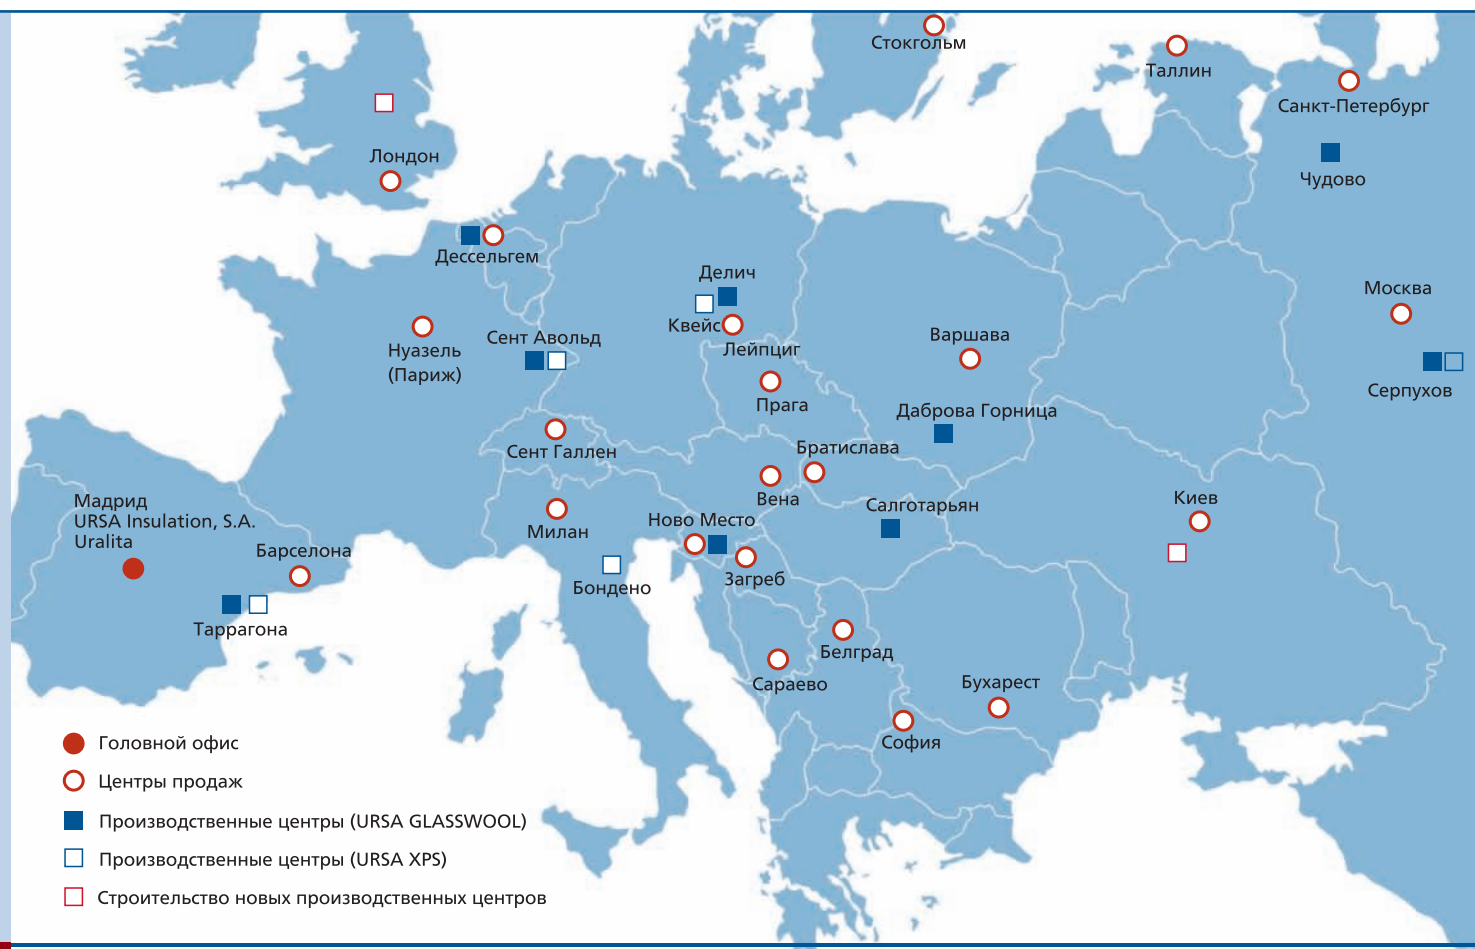 Стокгольм
Таллин
Санкт-Петербург
Лондон
Чудово
Дессельгем
Делич
Москва
Квейс
Сент Авольд
Варшава
Нуазель
(Париж)
Лейпциг
Серпухов
Прага
Даброва Горница
Сент Галлен
Братислава
Мадрид
URSA Insulation, S.A.
Uralita
Вена
Киев
Салготарьян
Ново Место
Милан
Барселона
Загреб
Бондено
Таррагона
Белград
Сараево
Бухарест
София
Головной офис
Центры продаж
Производственные центры (URSA GLASSWOOL)
Производственные центры (URSA XPS)
Строительство новых производственных центров